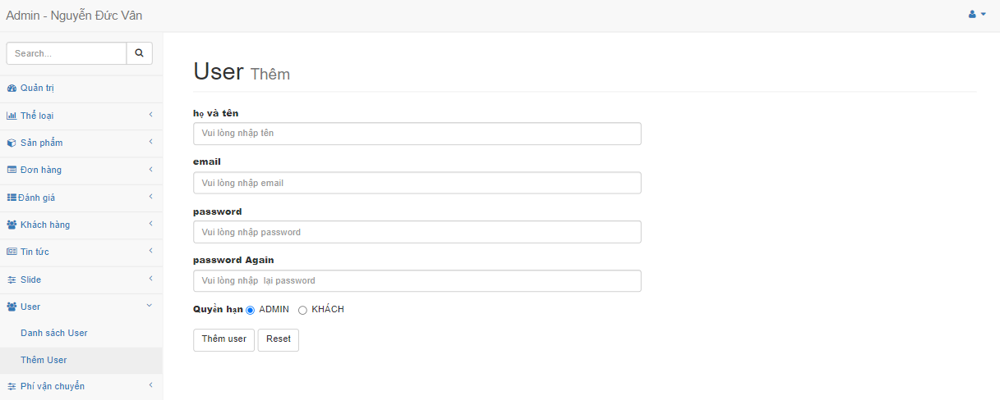 Admin - Nguyễn Đức Vân
Search...
Quản trị
Thể loại
Sản phẩm
Đơn hàng
Đánh giá
Khách hàng
Tin tức
Slide
User
Danh sách User
Thêm User
Phí vận chuyển
User Thêm
họ và tên
Vui lòng nhập tên
email
Vui lòng nhập email
password
Vui lòng nhập password
password Again
Vui lòng nhập lại password
Quyền hạn ADMIN KHÁCH
Thêm user Reset